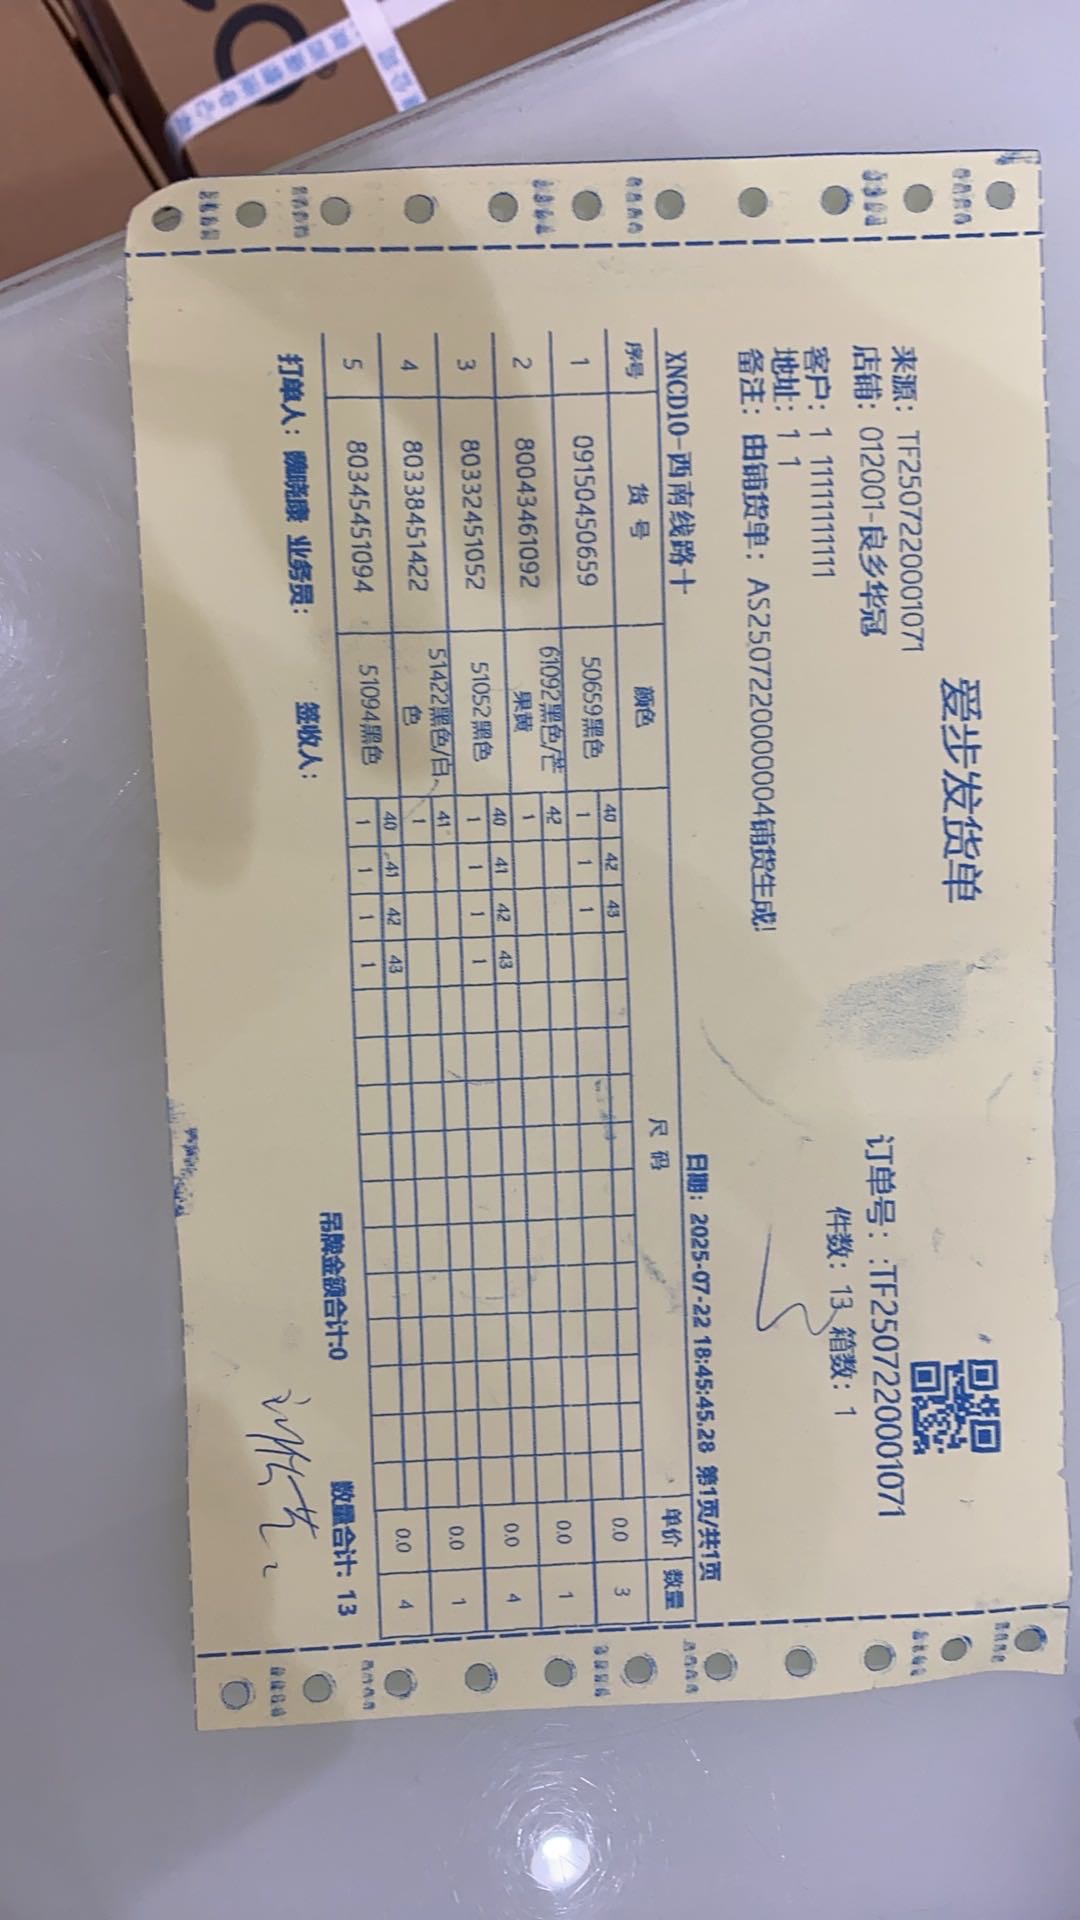 爱步发货单
来源：TF2507220001071
订单号：:TF2507220001071
店铺：012001-良乡华冠
件数：13 箱数：1
客户：1 11111111111
地址：1 1
备注：由铺货单：AS250722000004铺货生成!
XNCD10-西南线路十 日期：2025-07-22 18:45:45.28 第1页/共1页
序号 货 号 颜色 尺 码 单价 数量
1 09150450659 50659黑色 40 42 43 0.0 3
1 1 1
2 80043461092 61092黑色/芒果黄 42 0.0 1
1
3 80332451052 51052黑色 40 41 42 43 0.0 4
1 1 1 1
4 80338451422 51422黑色/白色 41 0.0 1
1
5 80345451094 51094黑色 40 41 42 43 0.0 4
1 1 1 1
吊牌金额合计:0 数量合计：13
打单人： 晓康 业务员： 签收人：